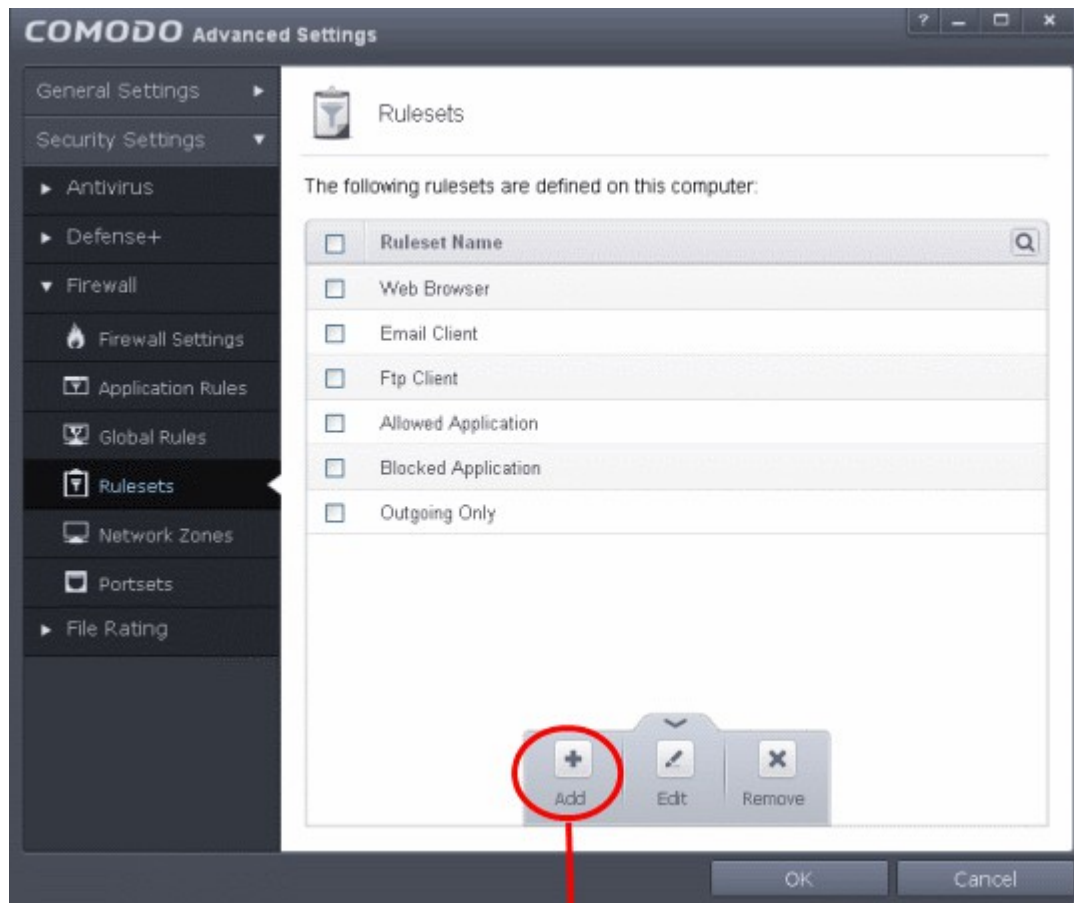 COMODO Advanced Settings
General Settings
Security Settings
Antivirus
Defense+
Firewall
Firewall Settings
Application Rules
Global Rules
Rulesets
Network Zones
Portsets
File Rating
Rulesets
The following rulesets are defined on this computer:
Ruleset Name
Web Browser
Email Client
Ftp Client
Allowed Application
Blocked Application
Outgoing Only
Add Edit Remove
OK Cancel